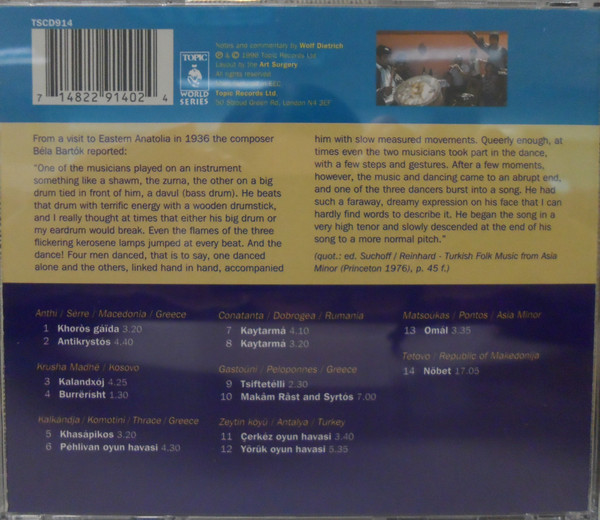 TSCD914
7 14822 91402 4
TOPIC
WORLD
SERIES
Notes and commentary by Wolf Dietrich
Topic Records Ltd
Layout by the Art Surgery
All rights reserved
Topic Records Ltd.
50 Stroud Green Rd, London N4 3EF
From a visit to Eastern Anatolia in 1936 the composer
Béla Bartók reported:
"One of the musicians played on an instrument
something like a shawm, the zurna, the other on a big
drum tied in front of him, a davul (bass drum). He beats
that drum with terrific energy with a wooden drumstick,
and I really thought at times that either his big drum or
my eardrum would break. Even the flames of the three
flickering kerosene lamps jumped at every beat. And the
dance! Four men danced, that is to say, one danced
alone and the others, linked hand in hand, accompanied
him with slow measured movements. Queerly enough, at
times even the two musicians took part in the dance,
with a few steps and gestures. After a few moments,
however, the music and dancing came to an abrupt end,
and one of the three dancers burst into a song. He had
such a faraway, dreamy expression on his face that I can
hardly find words to describe it. He began the song in a
very high tenor and slowly descended at the end of his
song to a more normal pitch."
(quot.: ed. Suchoff / Reinhard - Turkish Folk Music from Asia
Minor (Princeton 1976), p. 45 f.)
Anthi / Sérre / Macedonia / Greece
1 Khoròs gáida 3.20
2 Antikrystós 4.40
Krusha Madhë / Kosovo
3 Kalandxoj 4.25
4 Burrërisht 1.30
Kalkándja / Komotini / Thrace / Greece
5 Khasápikos 3.20
6 Péhlivan oyun havasi 4.30
Conatanta / Dobrogea / Rumania
7 Kaytarmá 4.10
8 Kaytarmá 3.20
Gastoúni / Peloponnes / Greece
9 Tsiftetélli 2.30
10 Makám Râst and Syrtós 7.00
Zeytin köyü / Antalya / Turkey
11 Çerkéz oyun havasi 3.40
12 Yörük oyun havasi 5.35
Matsoúkas / Pontos / Asia Minor
13 Omál 3.35
Tetovo / Republic of Makedonija
14 Nöbet 17.05